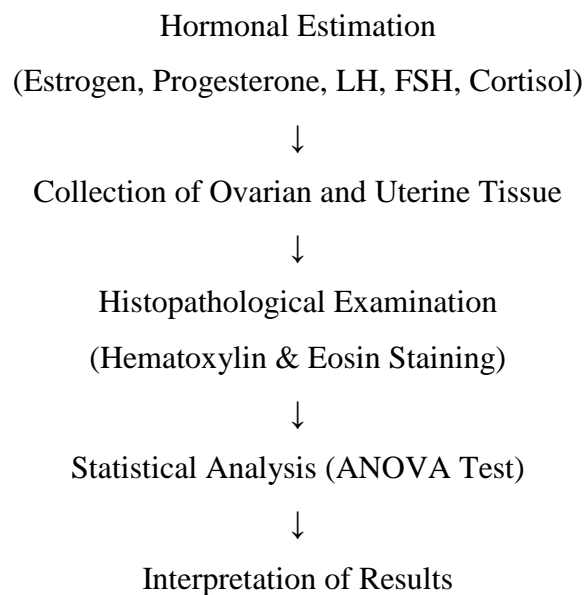 Hormonal Estimation
(Estrogen, Progesterone, LH, FSH, Cortisol)
↓
Collection of Ovarian and Uterine Tissue
↓
Histopathological Examination
(Hematoxylin & Eosin Staining)
↓
Statistical Analysis (ANOVA Test)
↓
Interpretation of Results